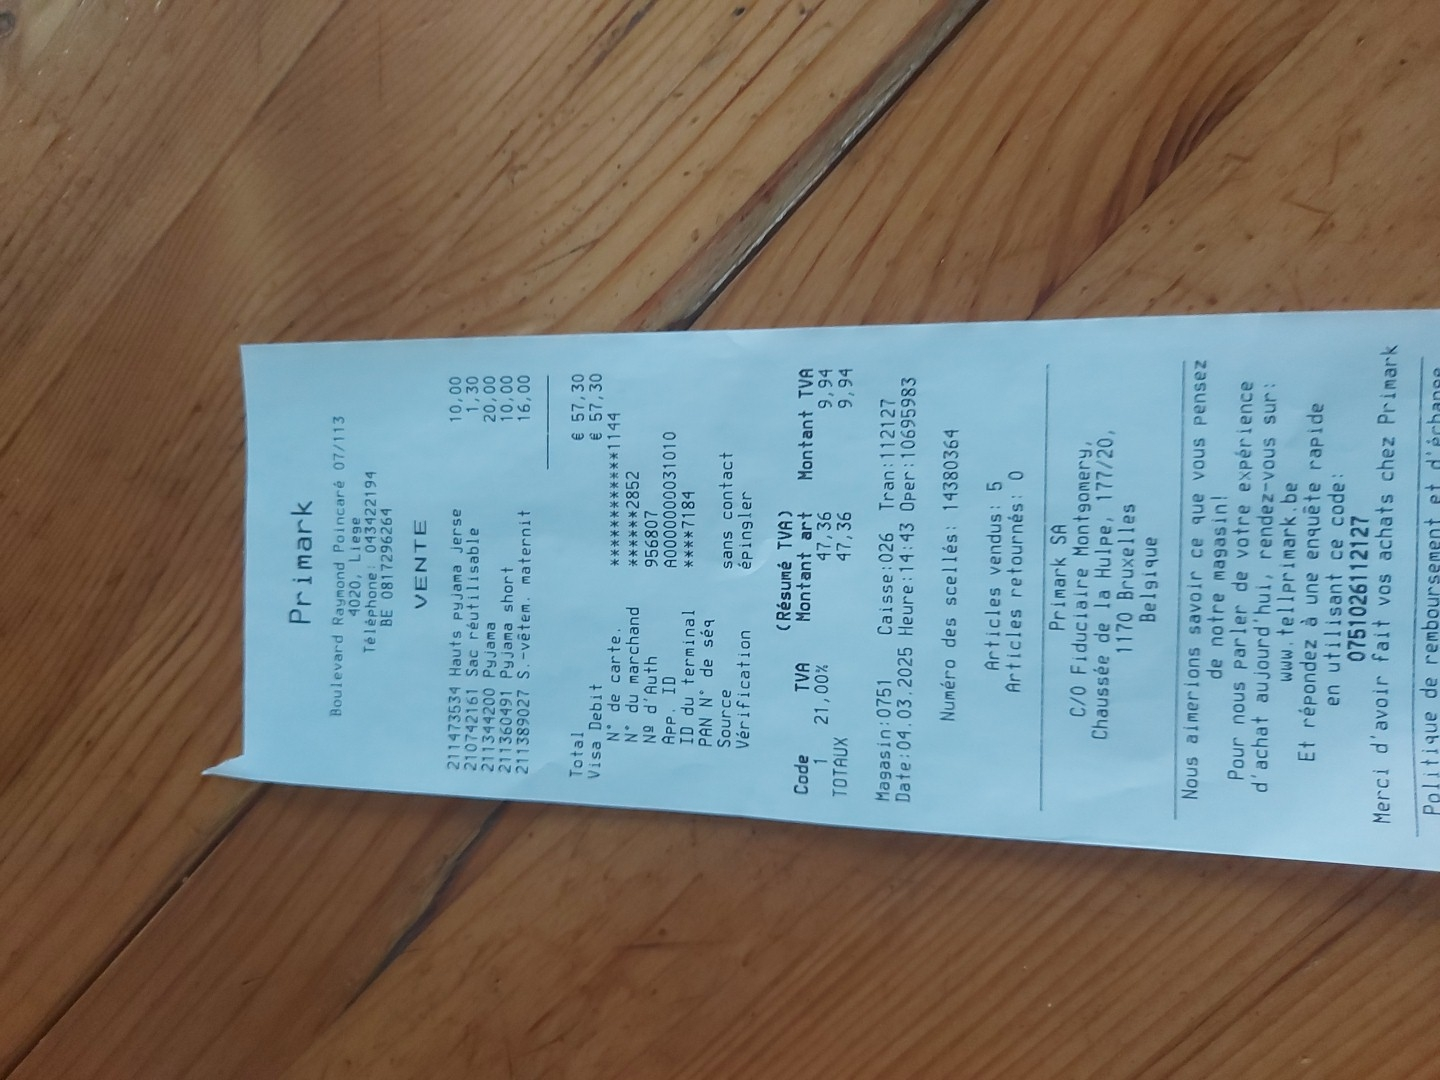 Primark
Boulevard Raymond Poincaré 07/113
4020, Liege
Téléphone: 043422194
BE 0817296264
VENTE
211473534 Hauts pyjama Jerse 10,00
210742161 Sac réutilisable 1,30
211344200 Pyjama 20,00
211360491 Pyjama short 10,00
211389027 S.-vêtem. maternit 16,00
Total € 57,30
Visa Debit € 57,30
N° de carte. ************1144
N° du marchand ******2852
Nº d'Auth 956807
App. ID A0000000031010
ID du terminal ****7184
PAN N° de séq
Source sans contact
Vérification épingler
(Résumé TVA)
Code TVA Montant art Montant TVA
1 21,00% 47,36 9,94
TOTAUX 47,36 9,94
Magasin:0751 Caisse:026 Tran:112127
Date:04.03.2025 Heure:14:43 Oper:10695983
Numéro des scellés: 14380364
Articles vendus: 5
Articles retournés: 0
Primark SA
C/O Fiduciaire Montgomery,
Chaussée de la Hulpe, 177/20,
1170 Bruxelles
Belgique
Nous aimerions savoir ce que vous pensez
de notre magasin!
Pour nous parler de votre expérience
d'achat aujourd'hui, rendez-vous sur:
www.tellprimark.be
Et répondez à une enquête rapide
en utilisant ce code:
0751026112127
Merci d'avoir fait vos achats chez Primark
Politique de remboursement et d'échange